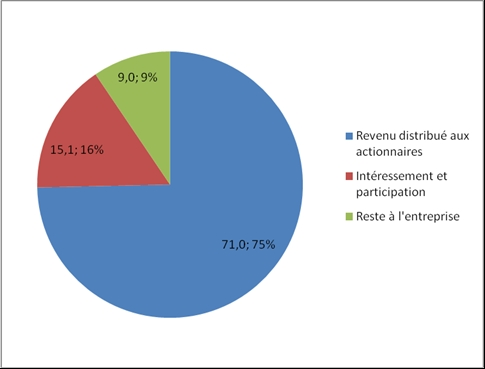 9,0; 9%
15,1; 16%
71,0; 75%
Revenu distribué aux
actionnaires
Intéressement et
participation
Reste à l'entreprise